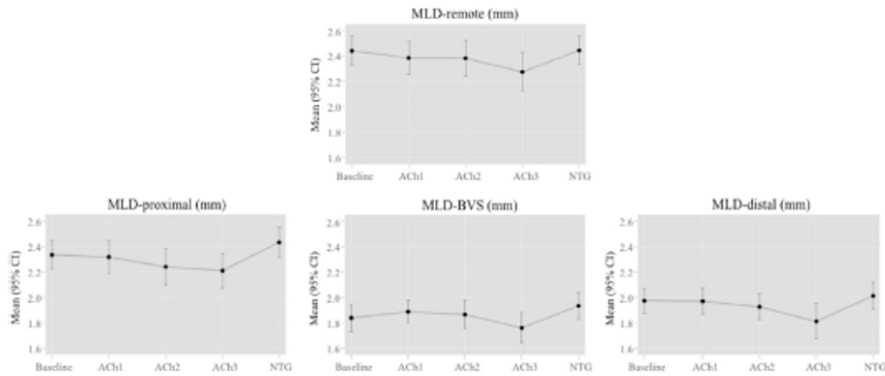 MLD-remote (mm)
Mean (95% CI)
2.6
2.4
2.2
2.0
1.8
1.6
Baseline ACh1 ACh2 ACh3 NTG
MLD-proximal (mm)
Mean (95% CI)
2.6
2.4
2.2
2.0
1.8
1.6
Baseline ACh1 ACh2 ACh3 NTG
MLD-BVS (mm)
Mean (95% CI)
2.6
2.4
2.2
2.0
1.8
1.6
Baseline ACh1 ACh2 ACh3 NTG
MLD-distal (mm)
Mean (95% CI)
2.6
2.4
2.2
2.0
1.8
1.6
Baseline ACh1 ACh2 ACh3 NTG